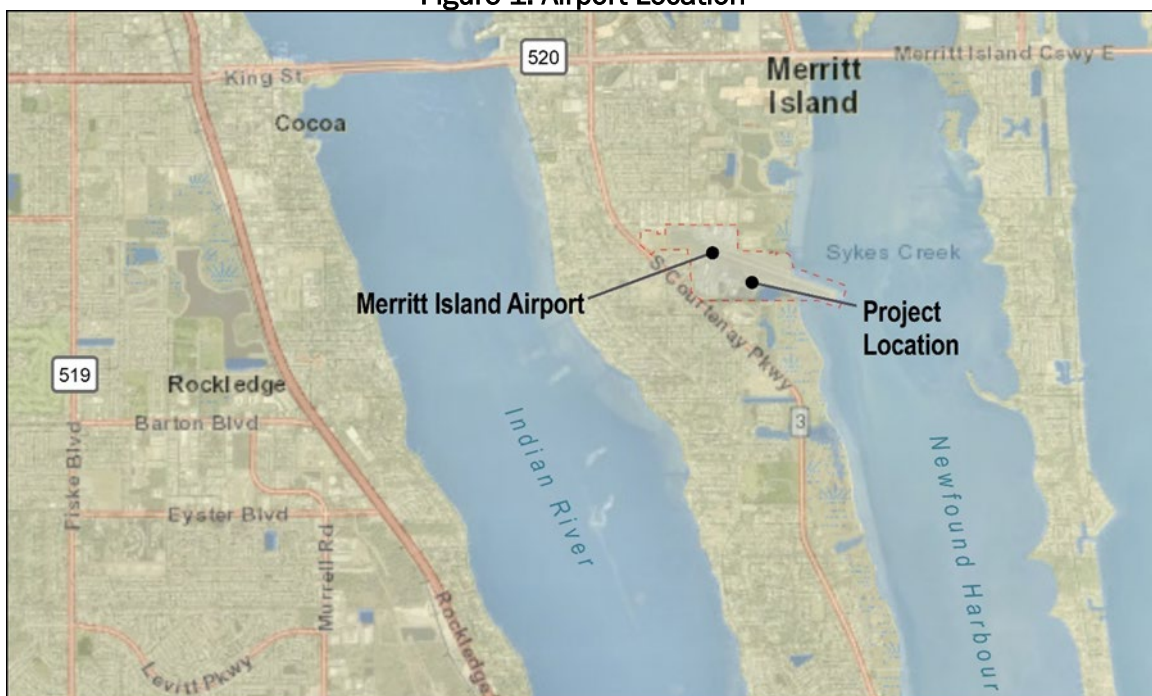 Figure 1: Airport Location
520
Merritt Island Cswy E
King St
Merritt
Island
Cocoa
Sykes Creek
Merritt Island Airport
S Courtenay Pkwy
Project
Location
519
Rockledge
Barton Blvd
3
Indian River
Newfound Harbour
Fiske Blvd
Eyster Blvd
Murrell Rd
Rockledge
Levitt Pkwy